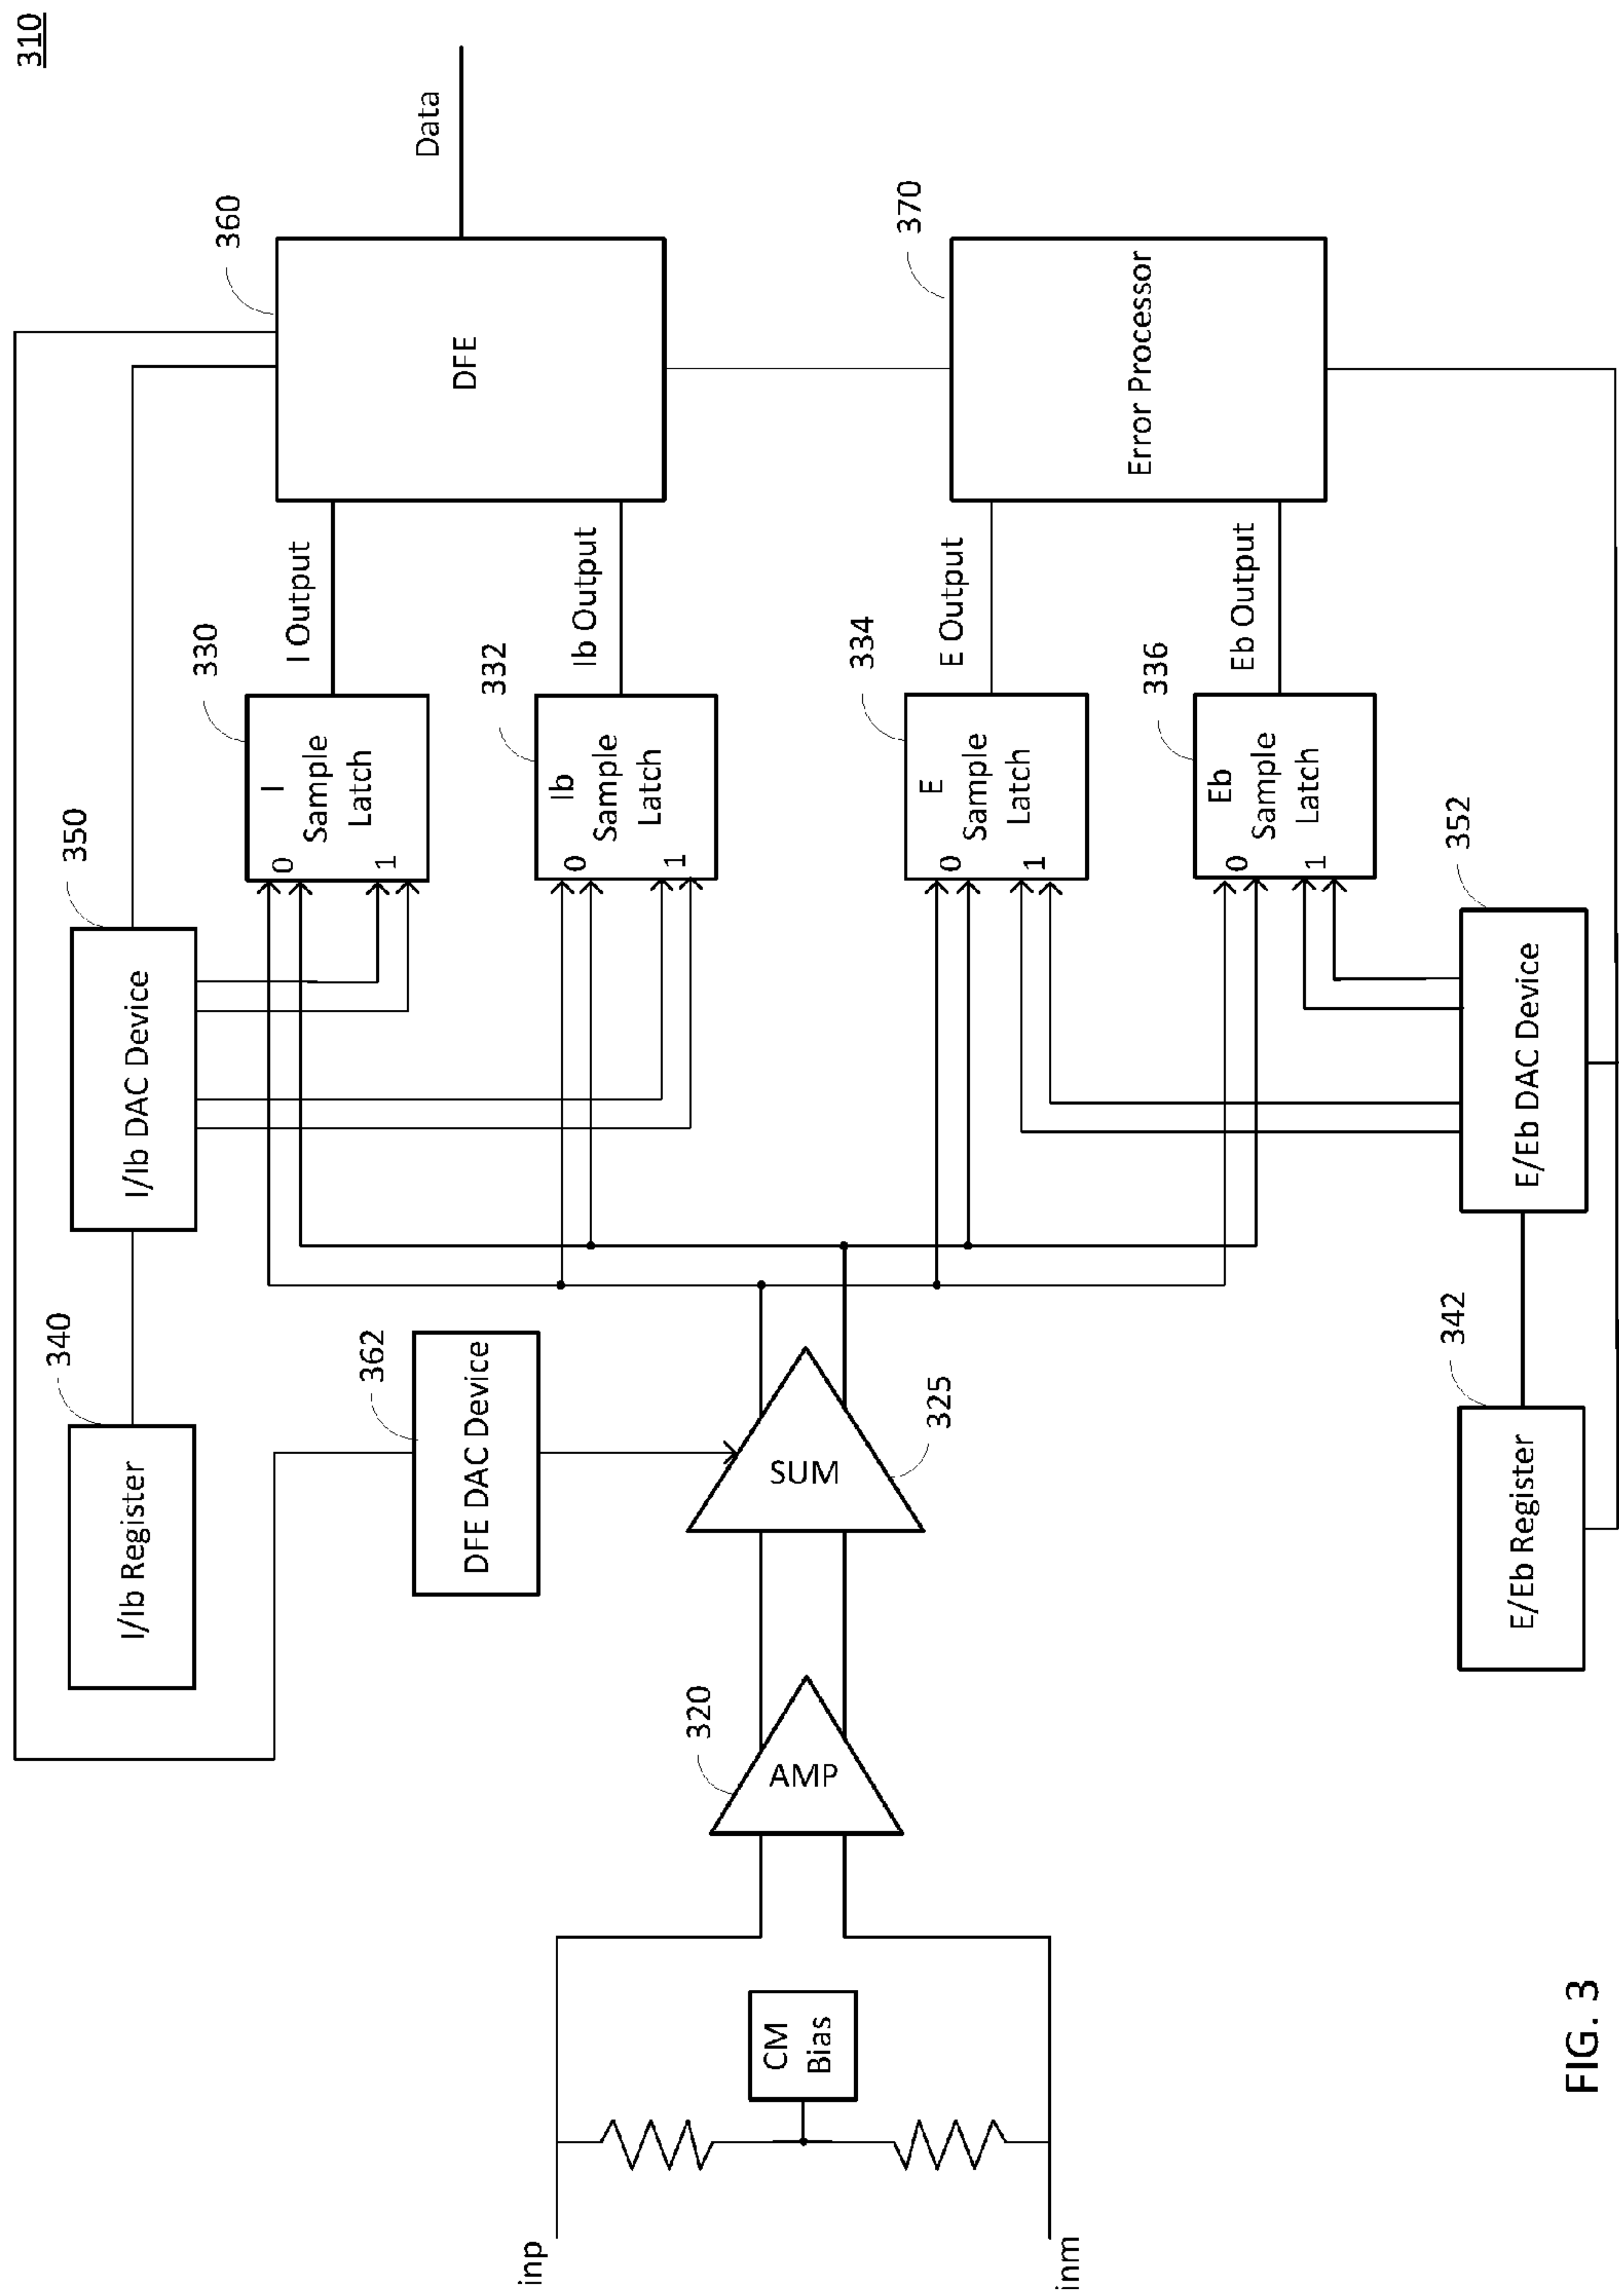 310
340
I/Ib Register
350
I/Ib DAC Device
362
DFE DAC Device
330
I
Sample
Latch
0
1
I Output
360
DFE
Data
332
Ib
Sample
Latch
0
1
Ib Output
inp
inm
CM
Bias
320
AMP
SUM
325
334
E
Sample
Latch
0
1
E Output
370
Error Processor
336
Eb
Sample
Latch
0
1
Eb Output
342
E/Eb Register
352
E/Eb DAC Device
FIG. 3